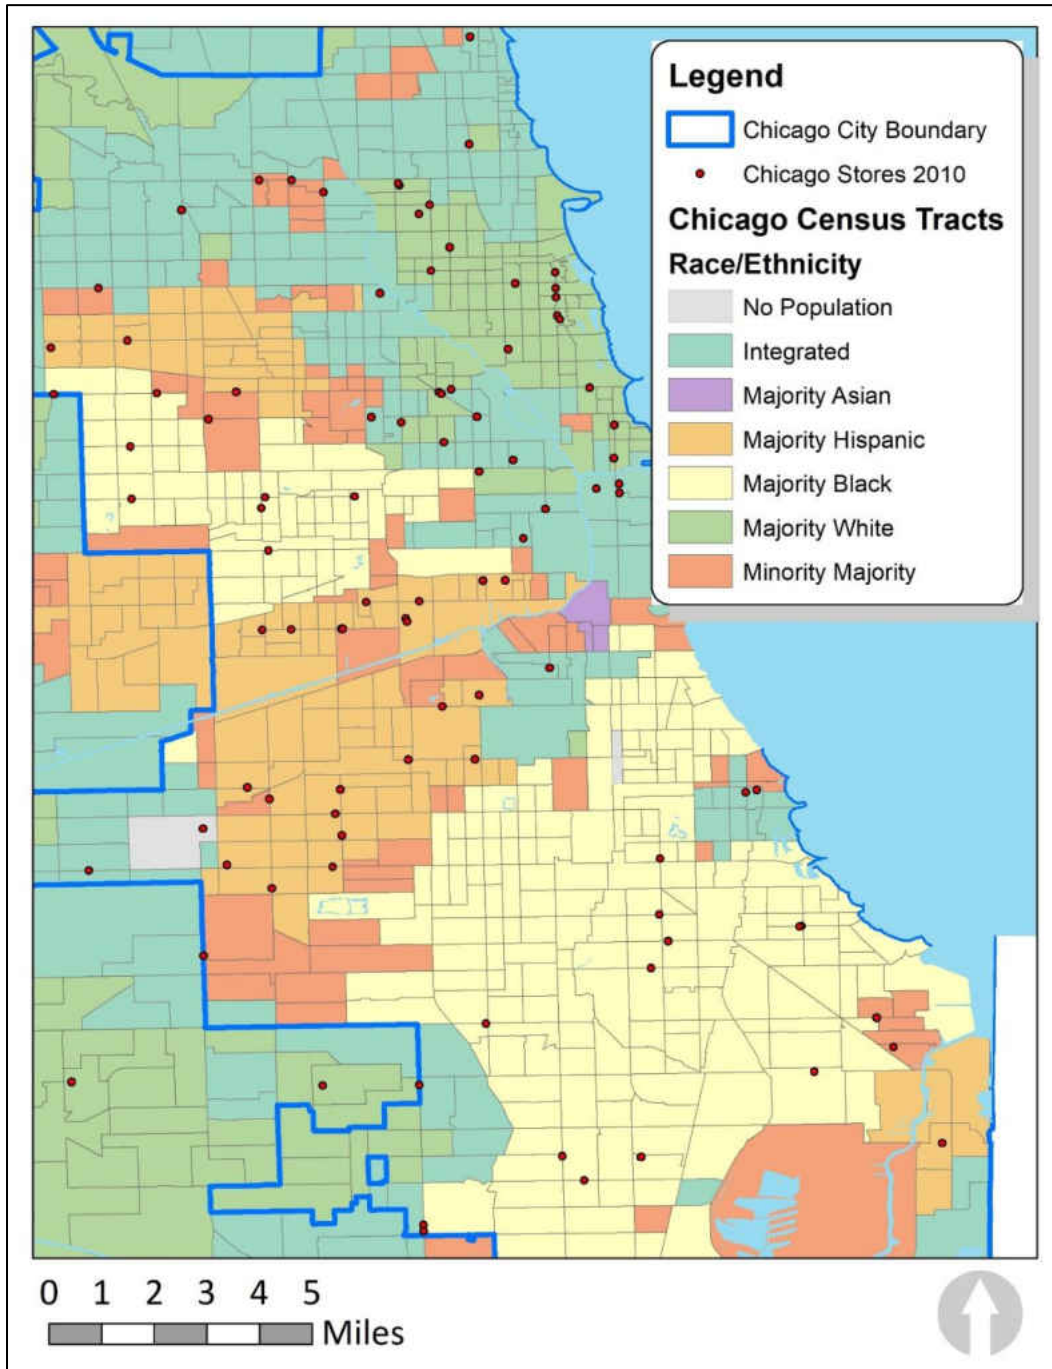 Legend
Chicago City Boundary
Chicago Stores 2010
Chicago Census Tracts
Race/Ethnicity
No Population
Integrated
Majority Asian
Majority Hispanic
Majority Black
Majority White
Minority Majority
0 1 2 3 4 5
Miles